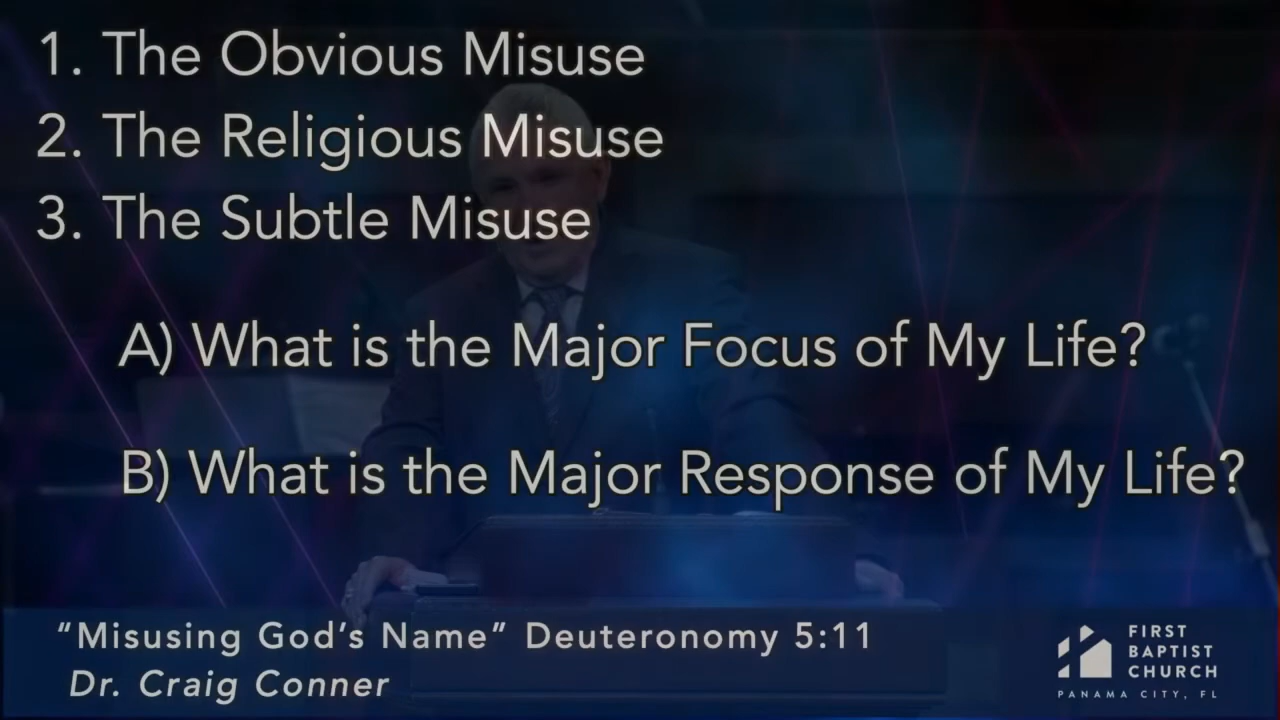 1. The Obvious Misuse
2. The Religious Misuse
3. The Subtle Misuse
A) What is the Major Focus of My Life?
B) What is the Major Response of My Life?
“Misusing God’s Name” Deuteronomy 5:11
Dr. Craig Conner
FIRST
BAPTIST
CHURCH
PANAMA CITY, FL